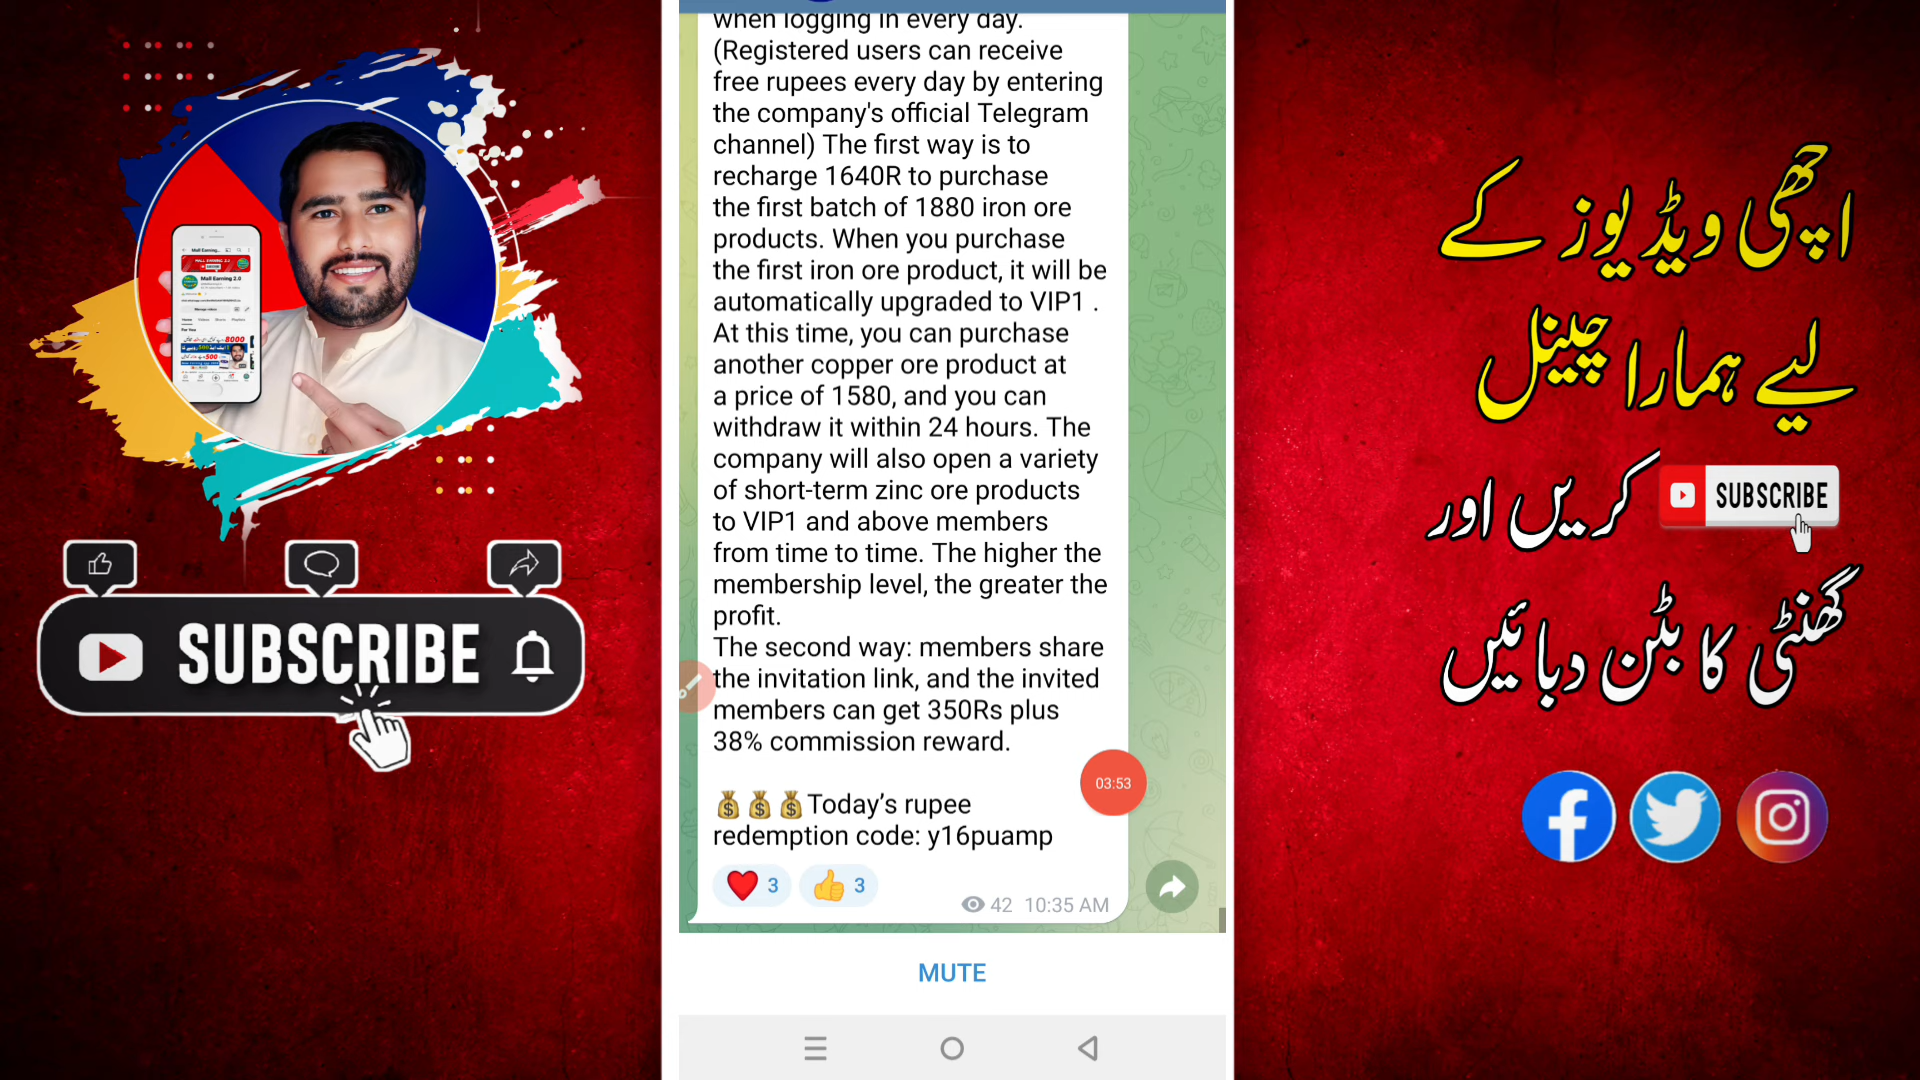 Mall Earning 2.0
8000
500
SUBSCRIBE
when logging in every day.
(Registered users can receive
free rupees every day by entering
the company's official Telegram
channel) The first way is to
recharge 1640R to purchase
the first batch of 1880 iron ore
products. When you purchase
the first iron ore product, it will be
automatically upgraded to VIP1 .
At this time, you can purchase
another copper ore product at
a price of 1580, and you can
withdraw it within 24 hours. The
company will also open a variety
of short-term zinc ore products
to VIP1 and above members
from time to time. The higher the
membership level, the greater the
profit.
The second way: members share
the invitation link, and the invited
members can get 350Rs plus
38% commission reward.
03:53
💰💰💰Today’s rupee
redemption code: y16puamp
❤️ 3 👍 3
42 10:35 AM
MUTE
اچھی ویڈیوز کے
لیے ہمارا چینل
SUBSCRIBE کریں اور
گھنٹی کا بٹن دبائیں